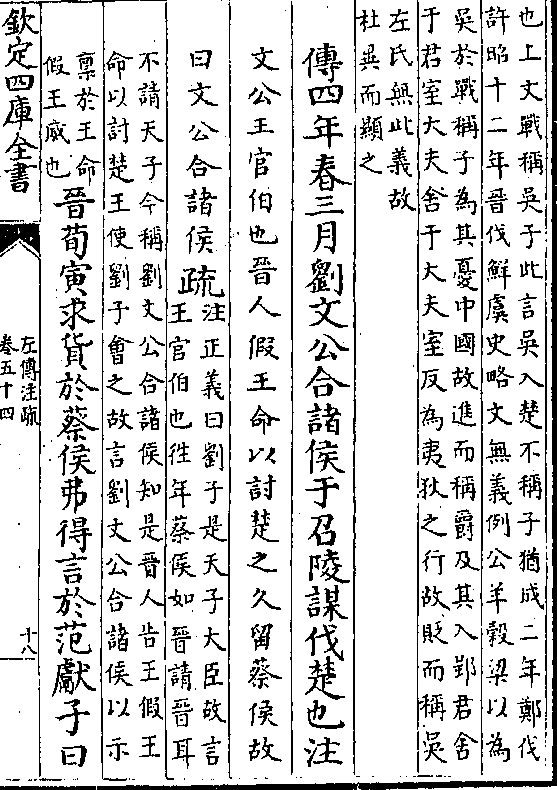 也上文戰稱吳子此言吳入楚不稱子猶成二年鄭伐
許昭十二年晉伐鮮虞史略文無義例公羊穀梁以為
吳於戰稱子為其憂中國故進而稱爵及其入郢君舍
于君室大夫舍于大夫室反為夷狄之行故貶而稱吳
左氏無此義故
杜異而顯之
傳四年春三月劉文公合諸侯于召陵謀伐楚也注
文公王官伯也晉人假王命以討楚之久留蔡侯故
曰文公合諸侯疏
注正義曰劉子是天子大臣故言
王官伯也徃年蔡侯如晉請晉耳
不請天子今稱劉文公合諸侯知是晉人告王假王
命以討楚王使劉子會之故言劉文公合諸侯以示
稟於王命
假王威也
晉荀寅求貨於蔡侯弗得言於范獻子曰
欽定四庫全書
左傳注疏
卷五十四
十八